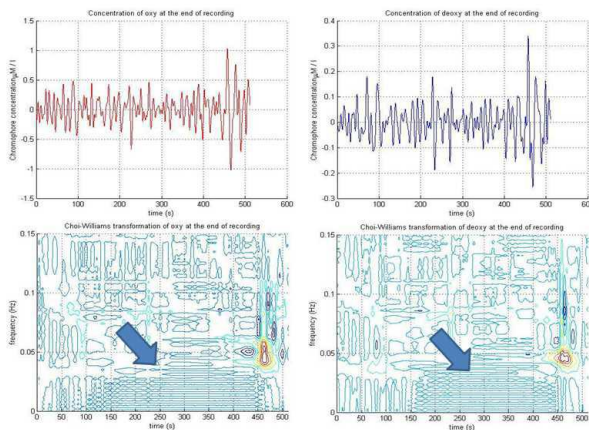 Concentration of oxy at the end of recording
Chromophore concentrationμM / l
1.5
1
0.5
0
-0.5
-1
-1.5
0 100 200 300 400 500 600
time (s)
Concentration of deoxy at the end of recording
Chromophore concentrationμM / l
0.4
0.3
0.2
0.1
0
-0.1
-0.2
0.3
0 100 200 300 400 500 600
time (s)
Choi-Williams transformation of oxy at the end of recording
frequency (Hz)
0.15
0.1
0.05
0
0 50 100 150 200 250 300 350 400 450 500
time (s)
Choi-Williams transformation of deoxy at the end of recording
frequency (Hz)
0.15
0.1
0.05
0
0 50 100 150 200 250 300 350 400 450 500
time (s)